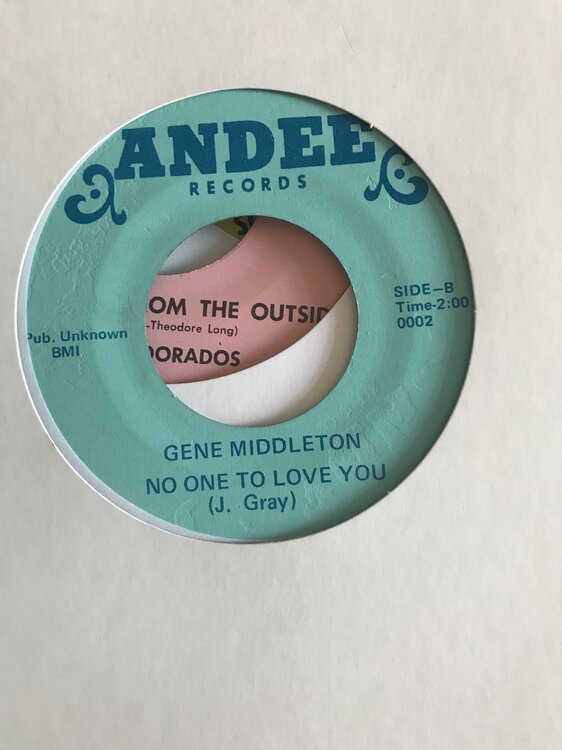 ANDEE
RECORDS
SIDE-B
Time-2:00
0002
Pub. Unknown
BMI
OM THE OUTSID
-Theodore Long)
DORADOS
GENE MIDDLETON
NO ONE TO LOVE YOU
(J. Gray)